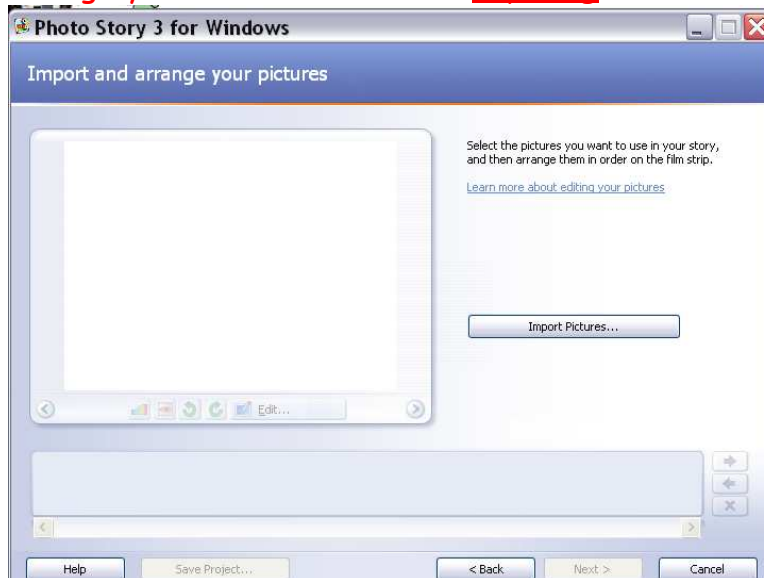 Photo Story 3 for Windows
Import and arrange your pictures
Select the pictures you want to use in your story,
and then arrange them in order on the film strip.
Learn more about editing your pictures
Import Pictures...
Edit...
Help
Save Project...
< Back
Next >
Cancel